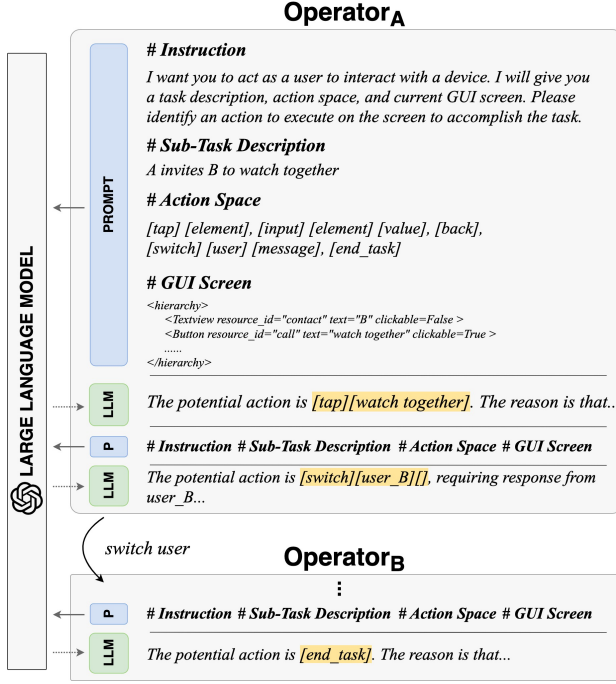 Operator_A
# Instruction
I want you to act as a user to interact with a device. I will give you
a task description, action space, and current GUI screen. Please
identify an action to execute on the screen to accomplish the task.
# Sub-Task Description
A invites B to watch together
# Action Space
[tap] [element], [input] [element] [value], [back],
[switch] [user] [message], [end_task]
# GUI Screen
<hierarchy>
<Textview resource_id="contact" text="B" clickable=False >
<Button resource_id="call" text="watch together" clickable=True >
......
</hierarchy>
PROMPT
LARGE LANGUAGE MODEL
LLM
The potential action is [tap][watch together]. The reason is that...
P
# Instruction # Sub-Task Description # Action Space # GUI Screen
LLM
The potential action is [switch][user_B][], requiring response from
user_B...
switch user
Operator_B
...
P
# Instruction # Sub-Task Description # Action Space # GUI Screen
LLM
The potential action is [end_task]. The reason is that...